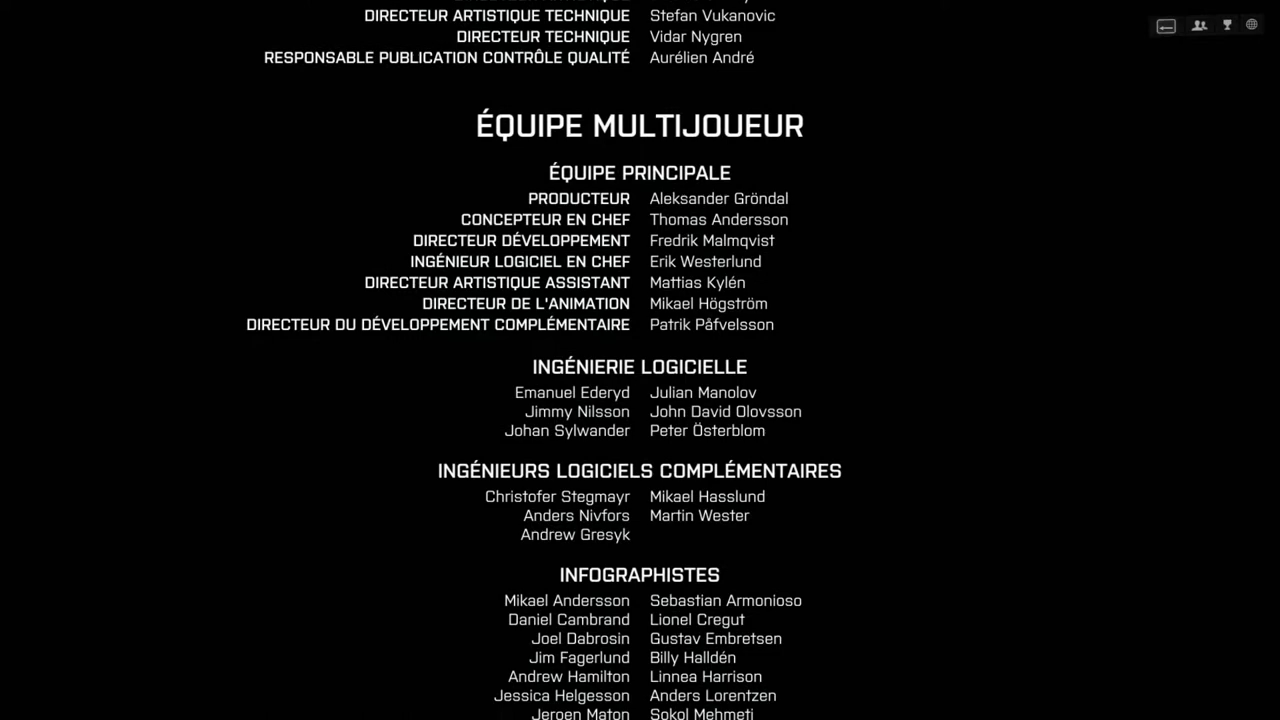 DIRECTEUR ARTISTIQUE TECHNIQUE Stefan Vukanovic
DIRECTEUR TECHNIQUE Vidar Nygren
RESPONSABLE PUBLICATION CONTRÔLE QUALITÉ Aurélien André
ÉQUIPE MULTIJOUEUR
ÉQUIPE PRINCIPALE
PRODUCTEUR Aleksander Gröndal
CONCEPTEUR EN CHEF Thomas Andersson
DIRECTEUR DÉVELOPPEMENT Fredrik Malmqvist
INGÉNIEUR LOGICIEL EN CHEF Erik Westerlund
DIRECTEUR ARTISTIQUE ASSISTANT Mattias Kylén
DIRECTEUR DE L'ANIMATION Mikael Högström
DIRECTEUR DU DÉVELOPPEMENT COMPLÉMENTAIRE Patrik Påfvelsson
INGÉNIERIE LOGICIELLE
Emanuel Ederyd Julian Manolov
Jimmy Nilsson John David Olovsson
Johan Sylwander Peter Österblom
INGÉNIEURS LOGICIELS COMPLÉMENTAIRES
Christofer Stegmayr Mikael Hasslund
Anders Nivfors Martin Wester
Andrew Gresyk
INFOGRAPHISTES
Mikael Andersson Sebastian Armonioso
Daniel Cambrand Lionel Cregut
Joel Dabrosin Gustav Embretsen
Jim Fagerlund Billy Halldén
Andrew Hamilton Linnea Harrison
Jessica Helgesson Anders Lorentzen
Jeroen Maton Sokol Mehmeti